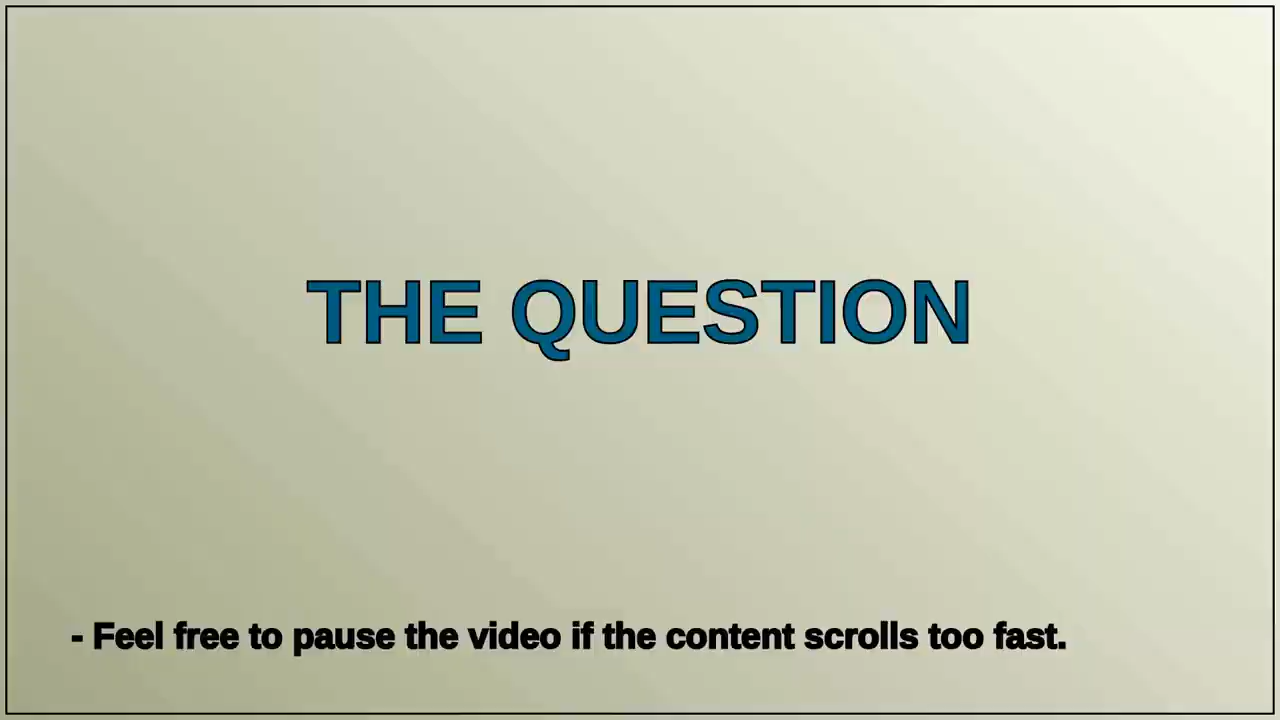 THE QUESTION
- Feel free to pause the video if the content scrolls too fast.